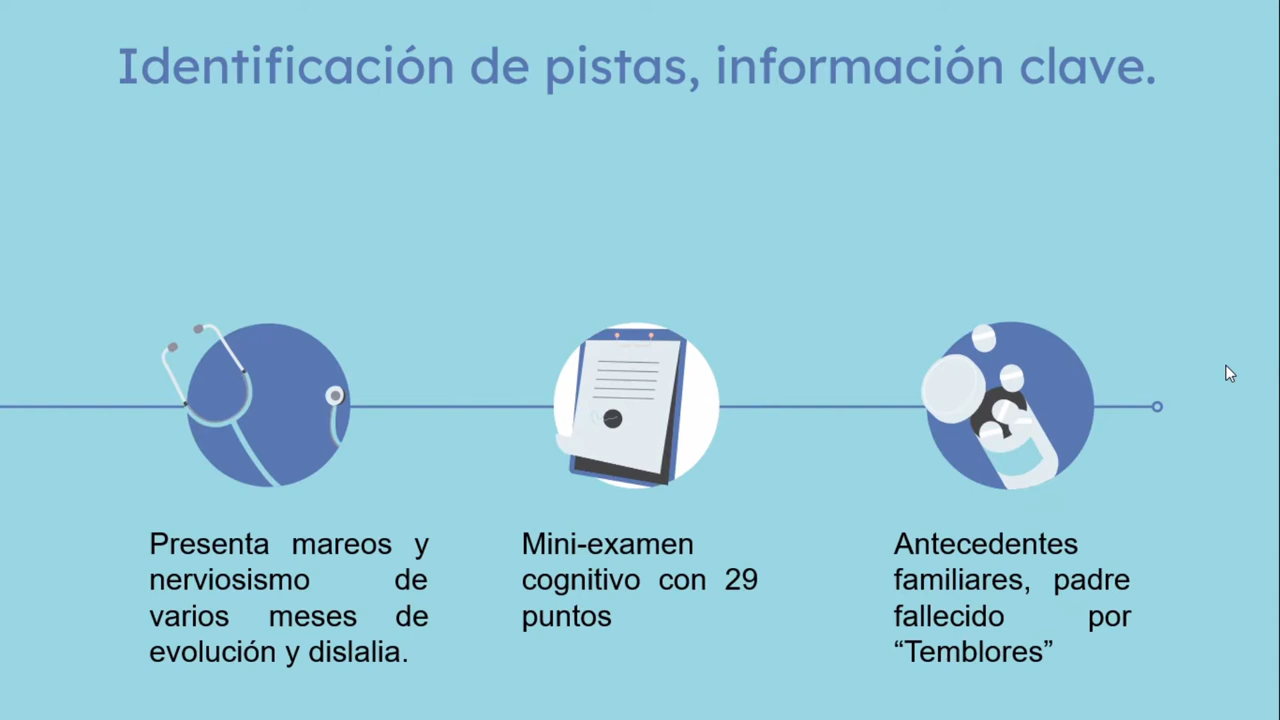 Identificación de pistas, información clave.
Presenta mareos y
nerviosismo de
varios meses de
evolución y dislalia.
Mini-examen
cognitivo con 29
puntos
Antecedentes
familiares, padre
fallecido por
“Temblores”